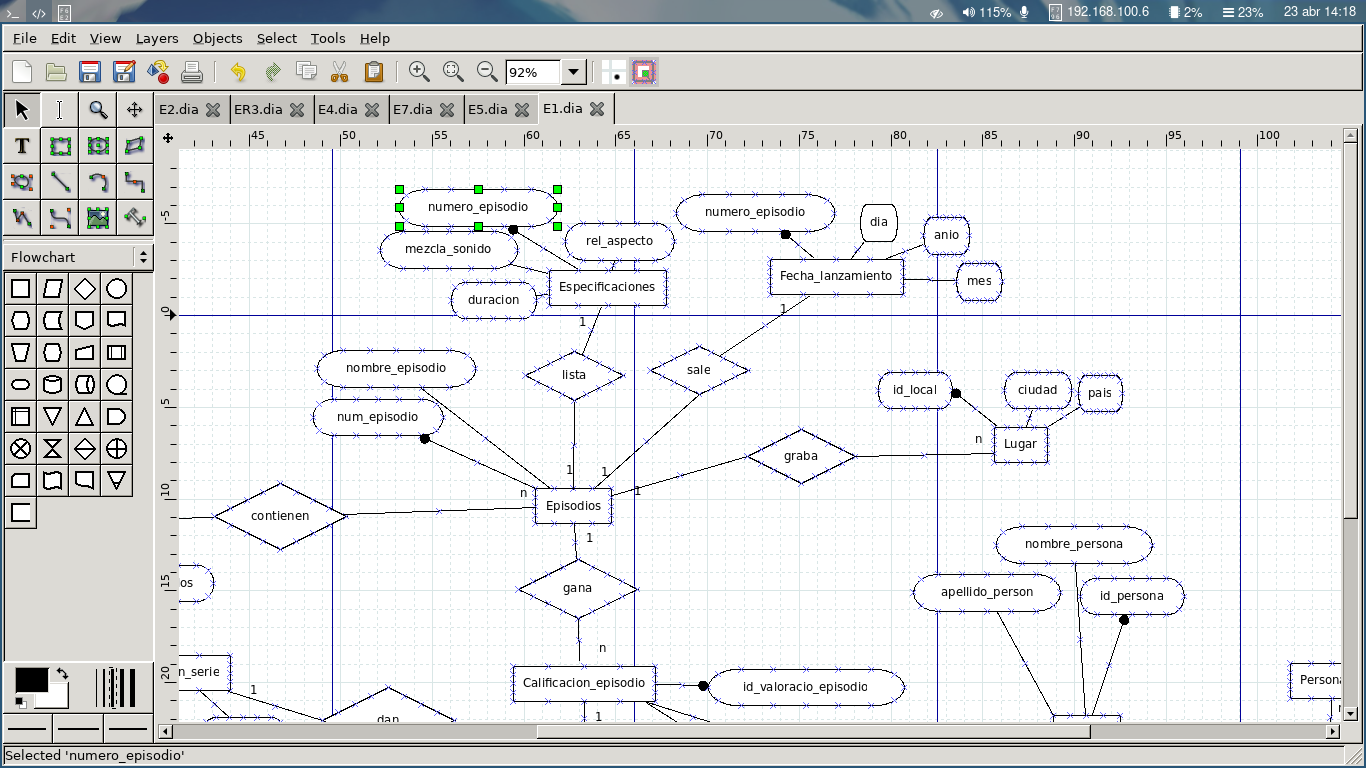 115%
192.168.100.6
2%
23%
23 abr 14:18
File Edit View Layers Objects Select Tools Help
92%
E2.dia
ER3.dia
E4.dia
E7.dia
E5.dia
E1.dia
45 50 55 60 65 70 75 80 85 90 95 100
T
Flowchart
-5
0
5
10
15
20
numero_episodio
mezcla_sonido
rel_aspecto
duracion
Especificaciones
numero_episodio
dia
anio
Fecha_lanzamiento
mes
1
1
nombre_episodio
lista
sale
num_episodio
id_local
ciudad
pais
n
Lugar
graba
1
1
n
1
Episodios
contienen
1
os
gana
n
nombre_persona
apellido_person
id_persona
n_serie
1
Calificacion_episodio
id_valoracio_episodio
1
dan
Persona
Selected 'numero_episodio'